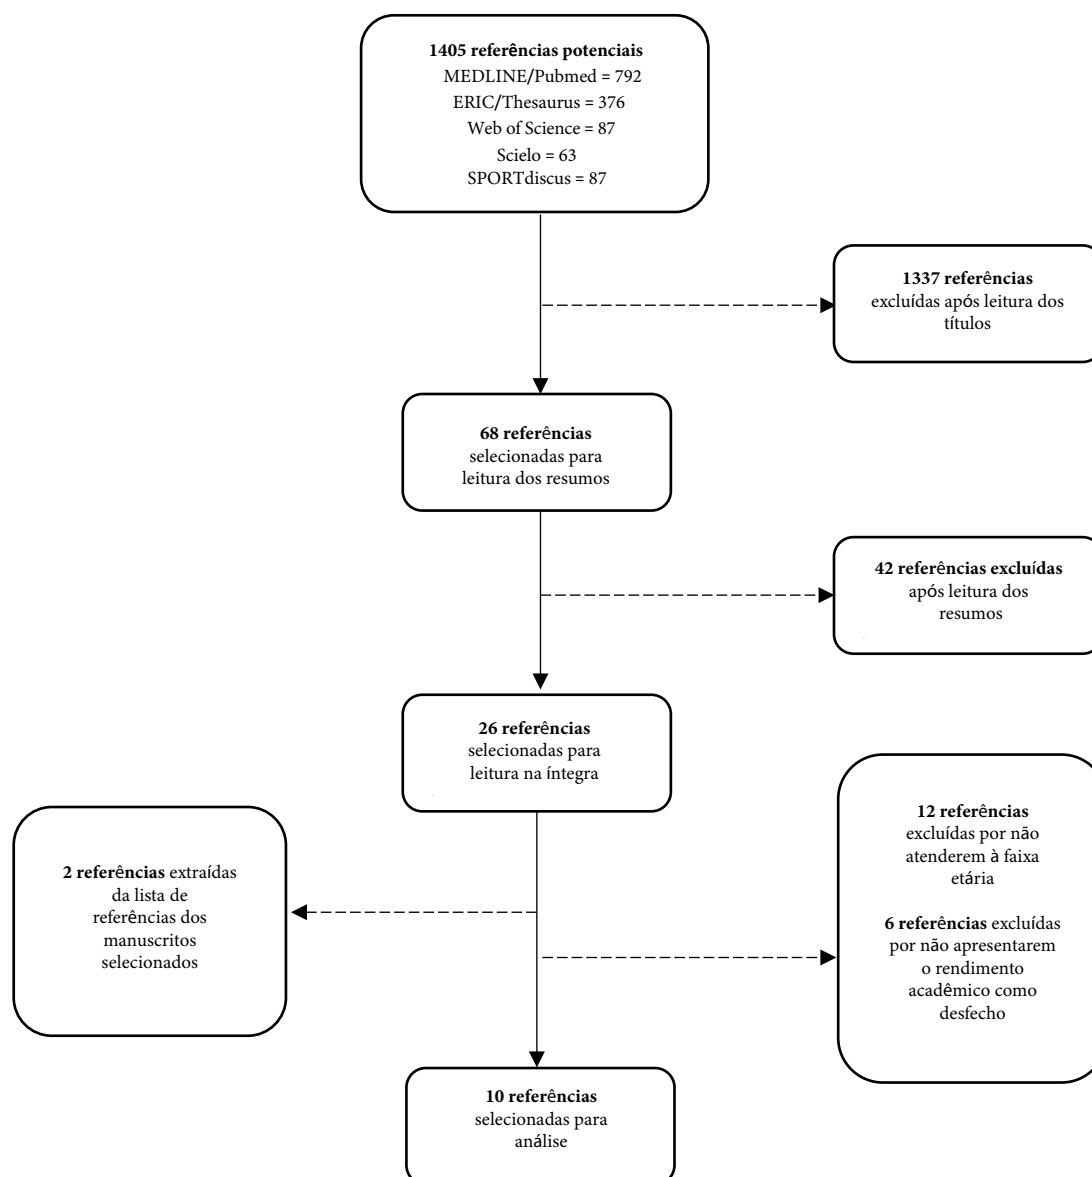 1405 referências potenciais
MEDLINE/Pubmed = 792
ERIC/Thesaurus = 376
Web of Science = 87
Scielo = 63
SPORTdiscus = 87
1337 referências
excluídas após leitura dos
títulos
68 referências
selecionadas para
leitura dos resumos
42 referências excluídas
após leitura dos
resumos
26 referências
selecionadas para
leitura na íntegra
2 referências extraídas
da lista de
referências dos
manuscritos
selecionados
12 referências
excluídas por não
atenderem à faixa
etária
6 referências excluídas
por não apresentarem
o rendimento
acadêmico como
desfecho
10 referências
selecionadas para
análise